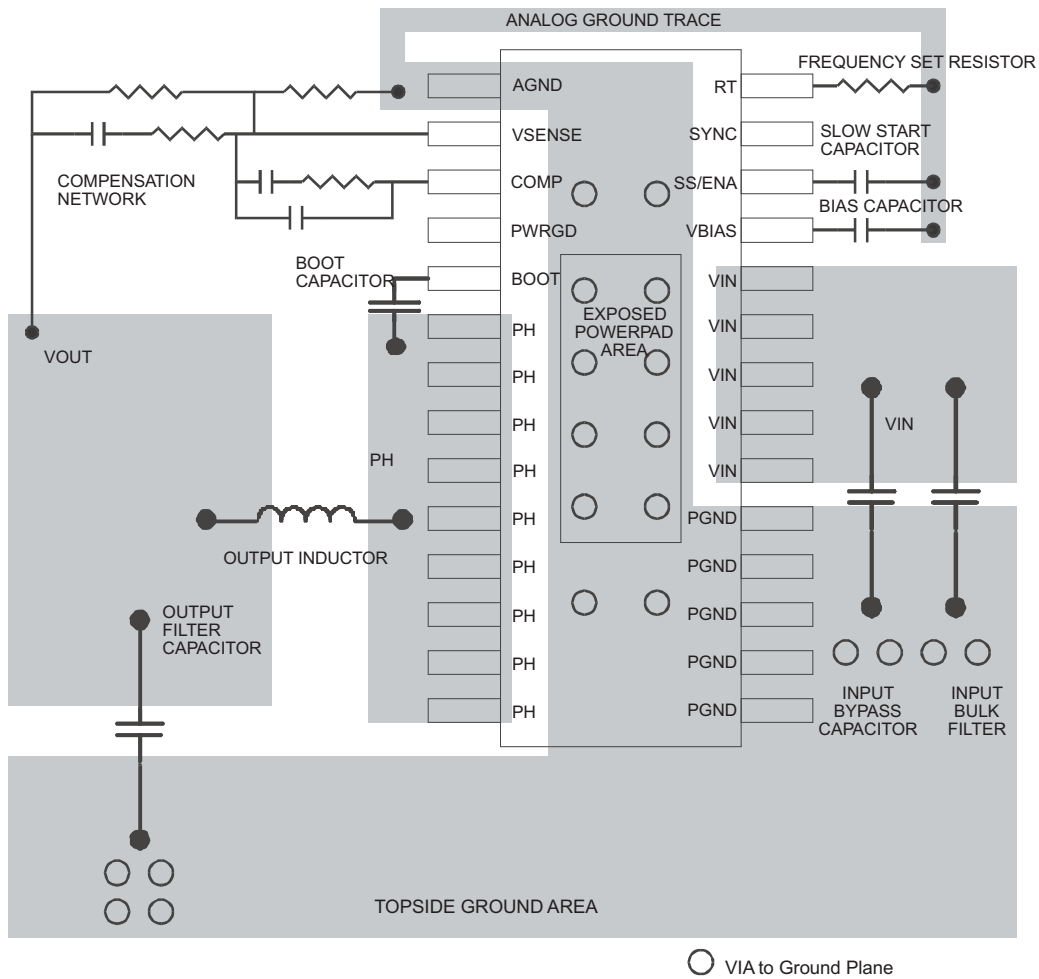 ANALOG GROUND TRACE
FREQUENCY SET RESISTOR
AGND
RT
VSENSE
SYNC
SLOW START
CAPACITOR
COMPENSATION
NETWORK
COMP
SS/ENA
BIAS CAPACITOR
PWRGD
VBIAS
BOOT
CAPACITOR
BOOT
VIN
EXPOSED
POWERPAD
AREA
PH
VIN
VOUT
PH
VIN
PH
VIN
VIN
PH
PH
VIN
PH
PGND
OUTPUT INDUCTOR
PH
PGND
OUTPUT
FILTER
CAPACITOR
PH
PGND
PH
PGND
PH
PGND
INPUT
BYPASS
CAPACITOR
INPUT
BULK
FILTER
TOPSIDE GROUND AREA
VIA to Ground Plane